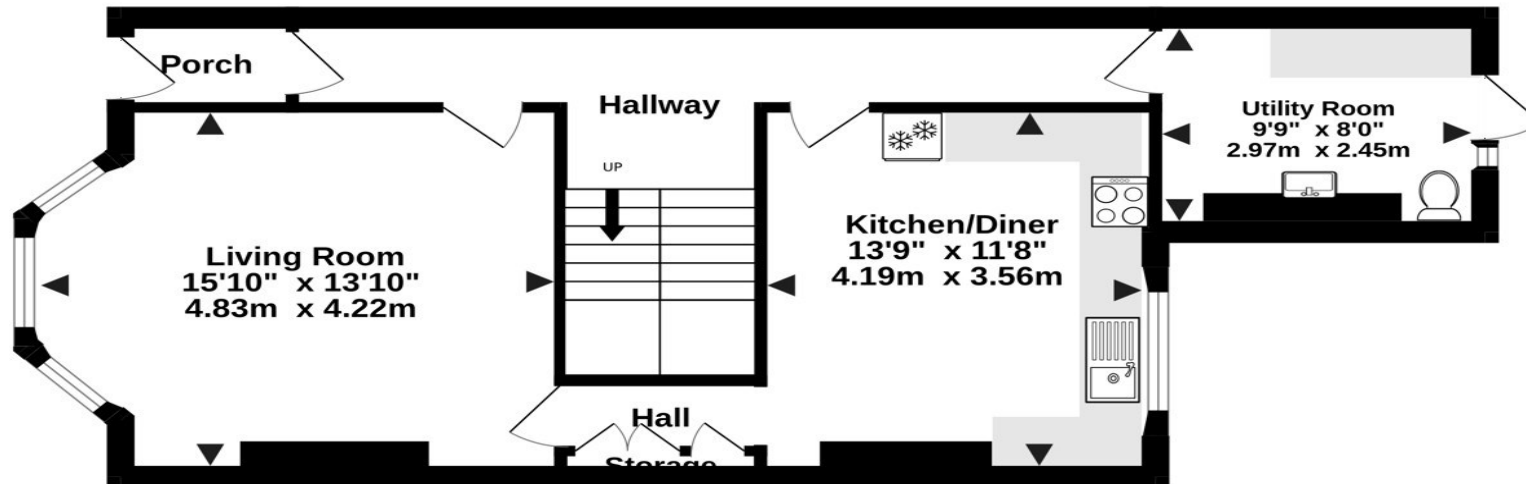 Porch
Hallway
UP
Utility Room
9'9" x 8'0"
2.97m x 2.45m
Living Room
15'10" x 13'10"
4.83m x 4.22m
Kitchen/Diner
13'9" x 11'8"
4.19m x 3.56m
Hall
Storage